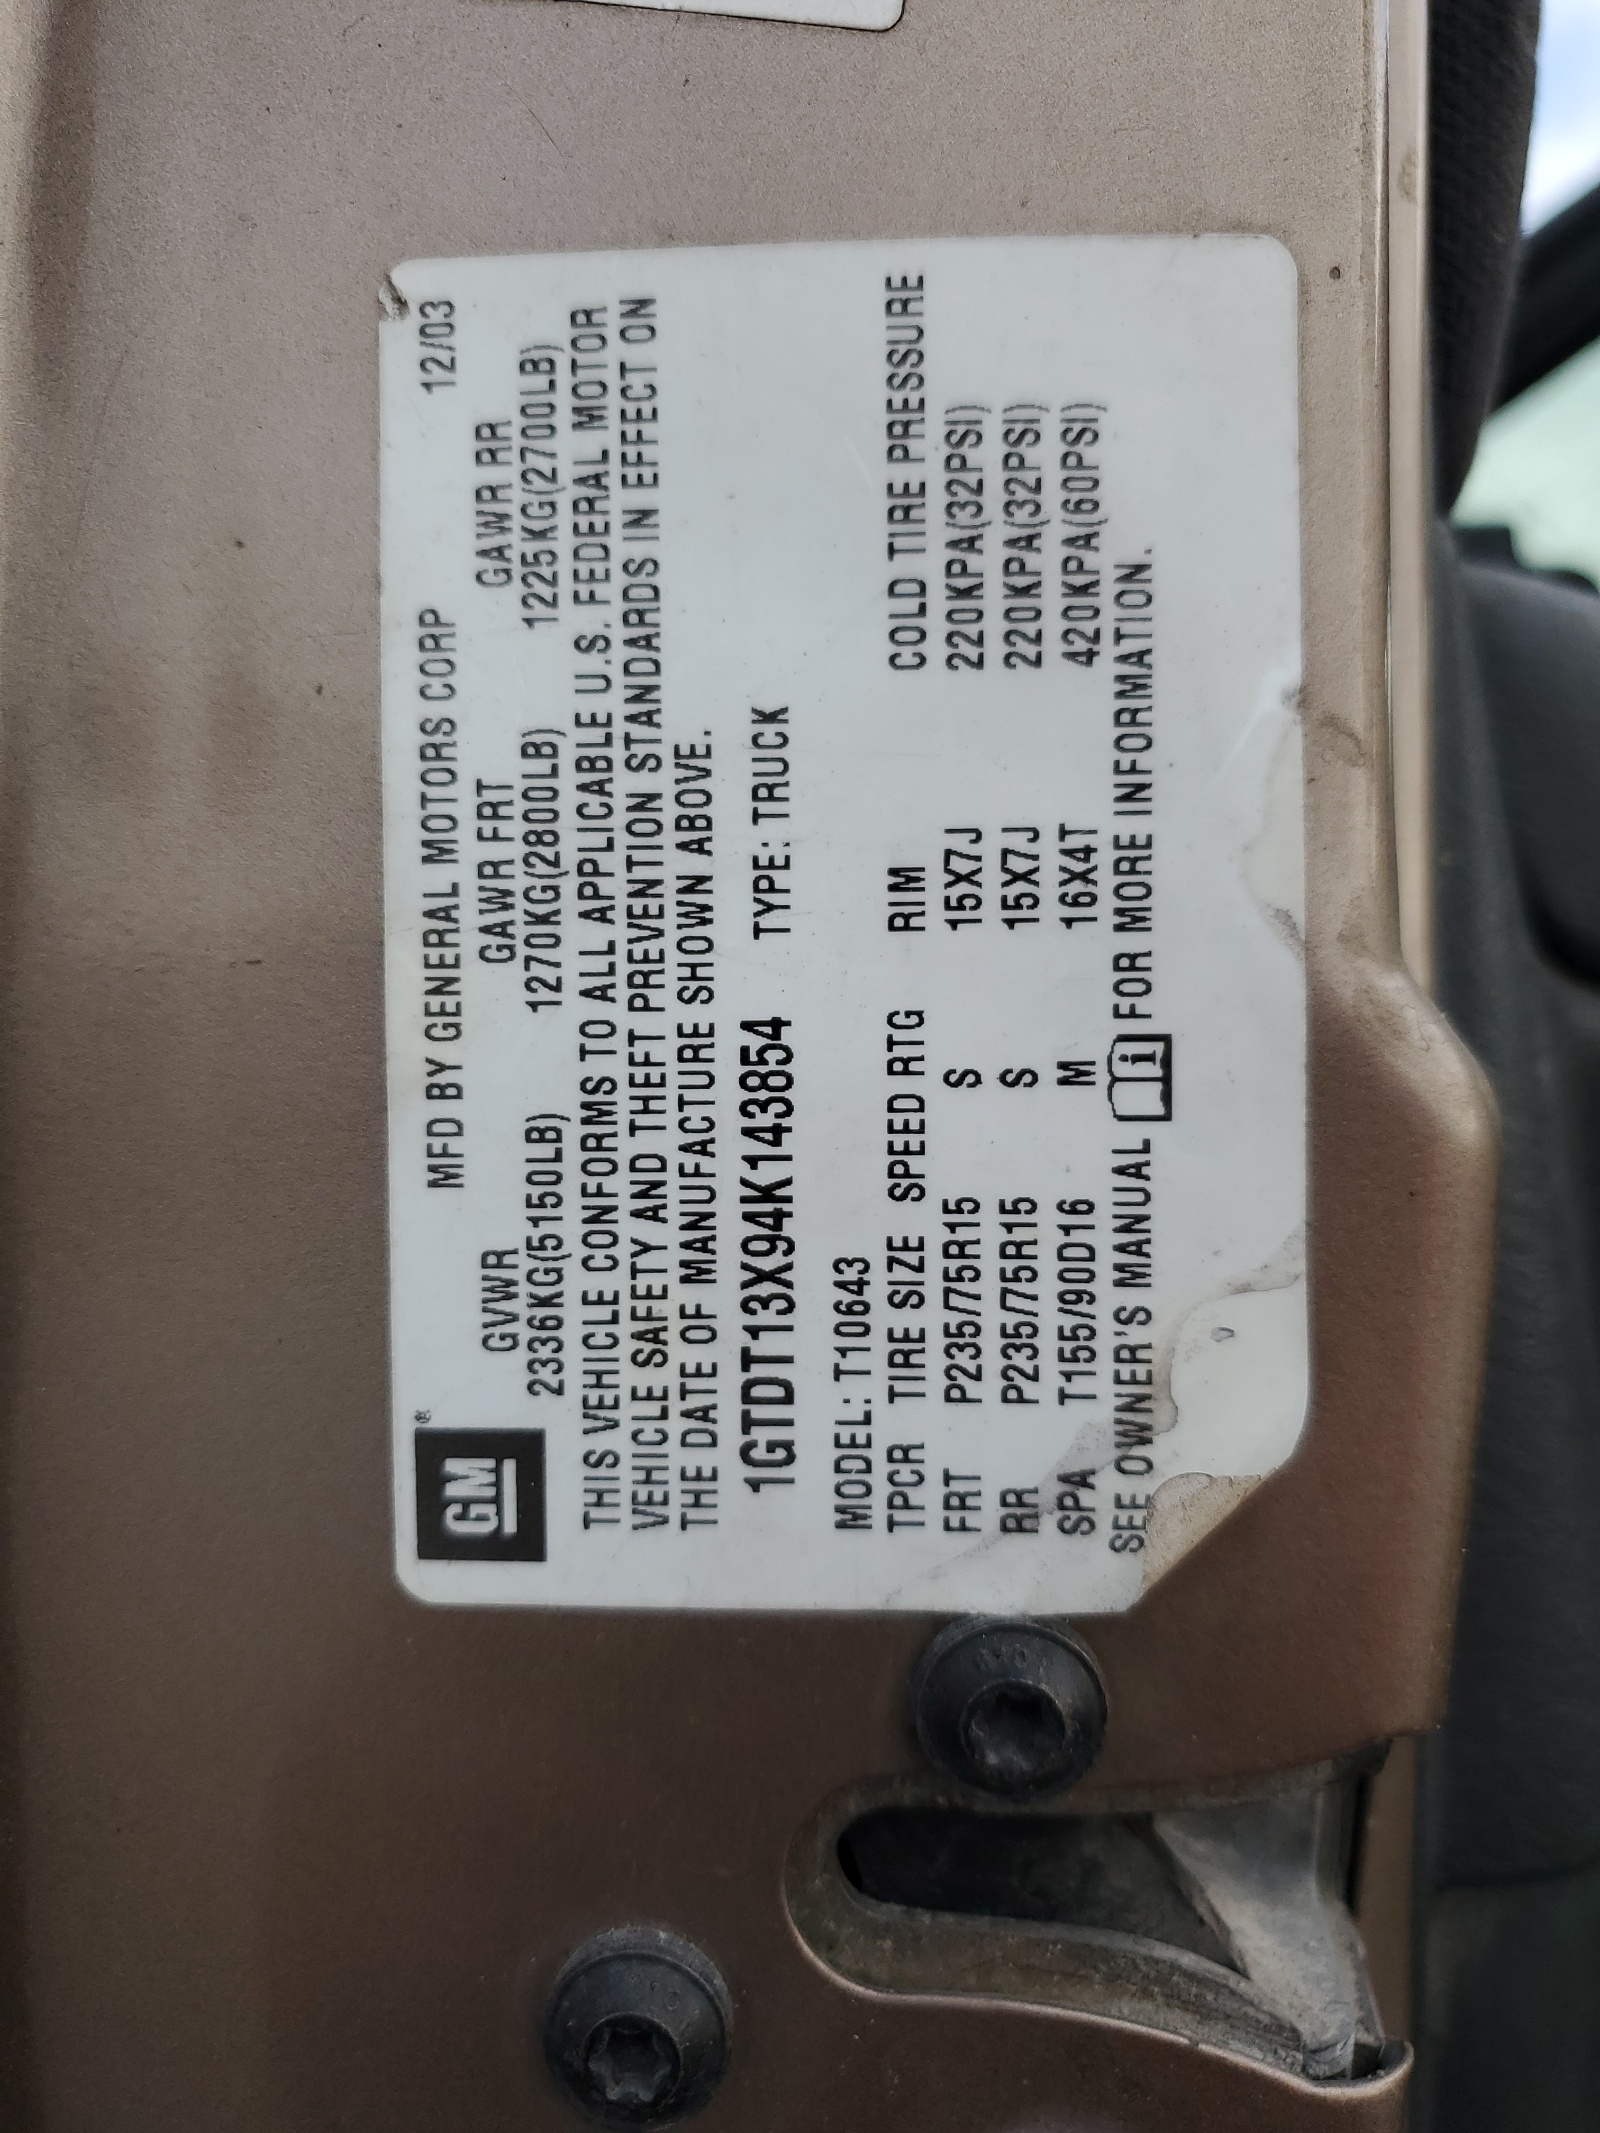 GM®
MFD BY GENERAL MOTORS CORP 12/03
GVWR GAWR FRT GAWR RR
2336KG(5150LB) 1270KG(2800LB) 1225KG(2700LB)
THIS VEHICLE CONFORMS TO ALL APPLICABLE U.S. FEDERAL MOTOR
VEHICLE SAFETY AND THEFT PREVENTION STANDARDS IN EFFECT ON
THE DATE OF MANUFACTURE SHOWN ABOVE.
1GTDT13X94K143854 TYPE: TRUCK
MODEL: T10643
TPCR TIRE SIZE SPEED RTG RIM COLD TIRE PRESSURE
FRT P235/75R15 S 15X7J 220KPA(32PSI)
RR P235/75R15 S 15X7J 220KPA(32PSI)
SPA T155/90D16 M 16X4T 420KPA(60PSI)
SEE OWNER'S MANUAL i FOR MORE INFORMATION.